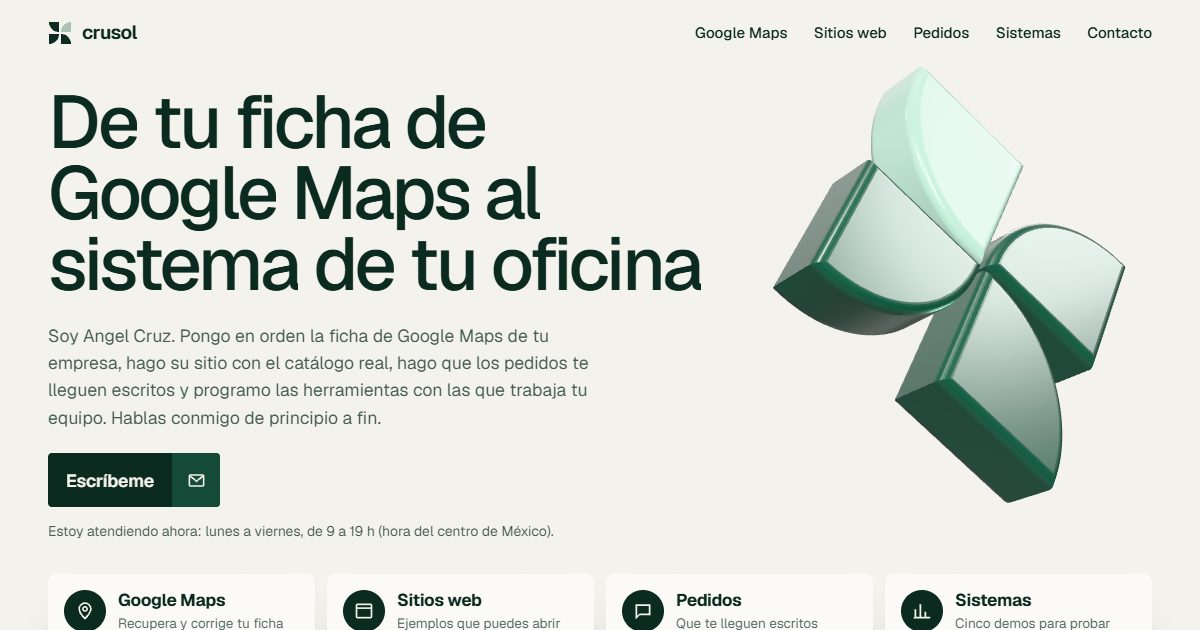 crusol
Google Maps
Sitios web
Pedidos
Sistemas
Contacto
De tu ficha de
Google Maps al
sistema de tu oficina
Soy Angel Cruz. Pongo en orden la ficha de Google Maps de tu
empresa, hago su sitio con el catálogo real, hago que los pedidos te
lleguen escritos y programo las herramientas con las que trabaja tu
equipo. Hablas conmigo de principio a fin.
Escríbeme
Estoy atendiendo ahora: lunes a viernes, de 9 a 19 h (hora del centro de México).
Google Maps
Recupera y corrige tu ficha
Sitios web
Ejemplos que puedes abrir
Pedidos
Que te lleguen escritos
Sistemas
Cinco demos para probar